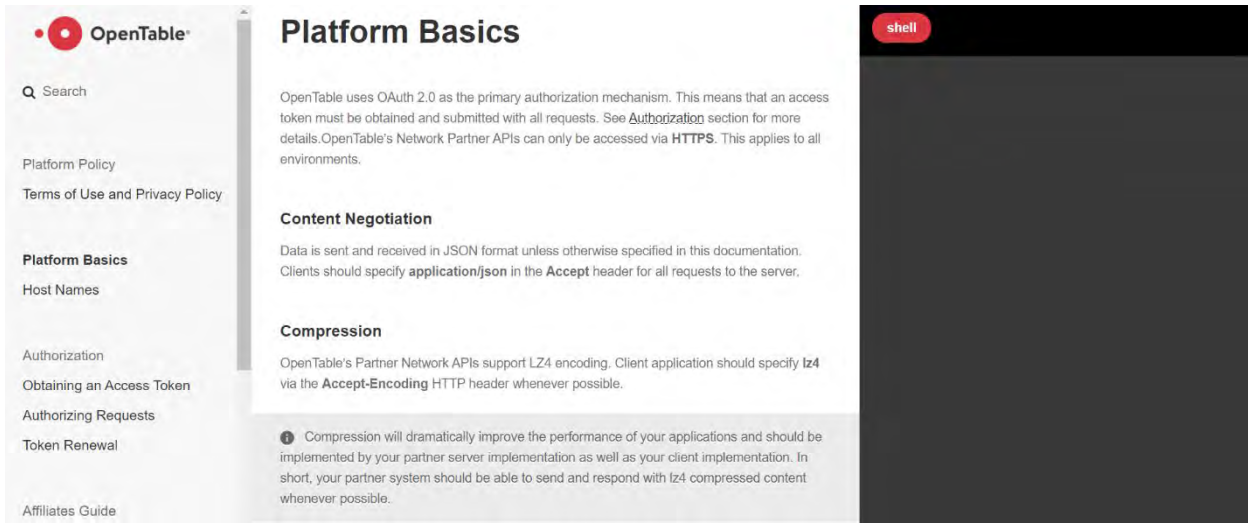 OpenTable®
Search
Platform Policy
Terms of Use and Privacy Policy
Platform Basics
Host Names
Authorization
Obtaining an Access Token
Authorizing Requests
Token Renewal
Affiliates Guide
Platform Basics
OpenTable uses OAuth 2.0 as the primary authorization mechanism. This means that an access
token must be obtained and submitted with all requests. See Authorization section for more
details.OpenTable's Network Partner APIs can only be accessed via HTTPS. This applies to all
environments.
Content Negotiation
Data is sent and received in JSON format unless otherwise specified in this documentation.
Clients should specify application/json in the Accept header for all requests to the server.
Compression
OpenTable's Partner Network APIs support LZ4 encoding. Client application should specify lz4
via the Accept-Encoding HTTP header whenever possible.
Compression will dramatically improve the performance of your applications and should be
implemented by your partner server implementation as well as your client implementation. In
short, your partner system should be able to send and respond with lz4 compressed content
whenever possible.
shell